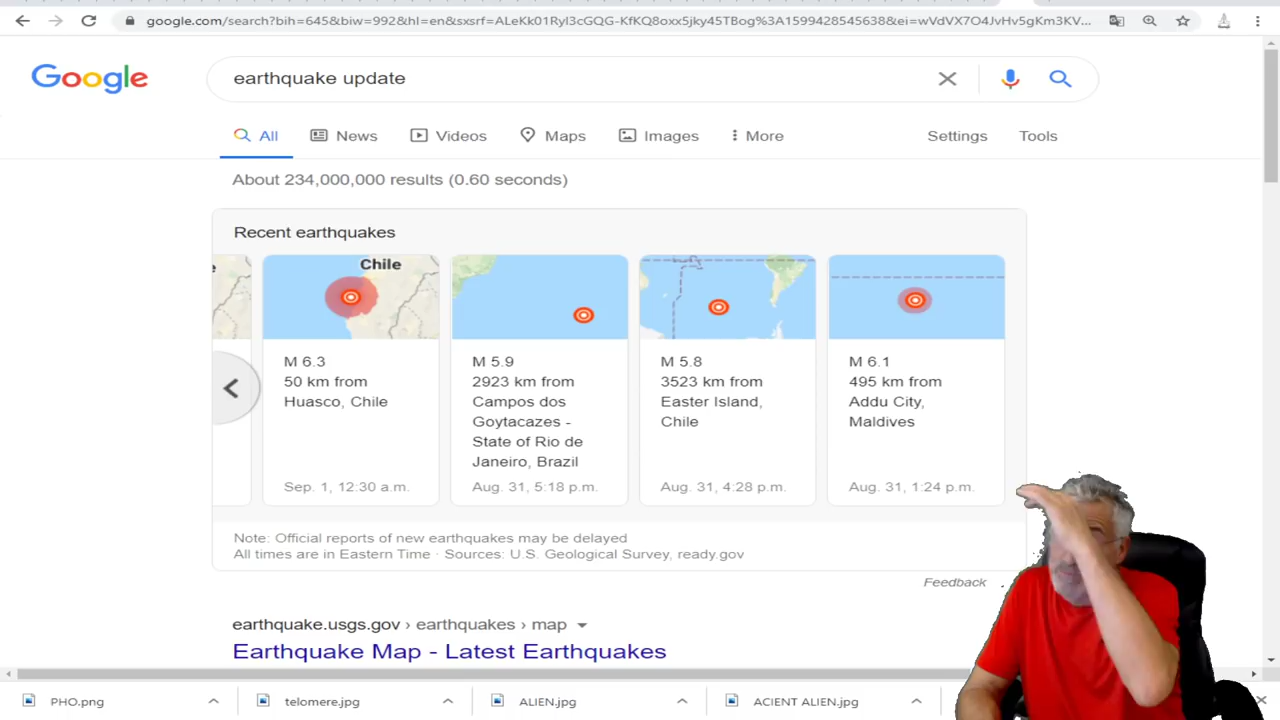 google.com/search?bih=645&biw=992&hl=en&sxsrf=ALeKk01RyI3cGQG-KfKQ8oxx5jky45TBog%3A1599428545638&ei=wVdVX7O4JvHv5gKm3KV...
Google
earthquake update
All News Videos Maps Images More Settings Tools
About 234,000,000 results (0.60 seconds)
Recent earthquakes
Chile
M 6.3
50 km from
Huasco, Chile
Sep. 1, 12:30 a.m.
M 5.9
2923 km from
Campos dos
Goytacazes -
State of Rio de
Janeiro, Brazil
Aug. 31, 5:18 p.m.
M 5.8
3523 km from
Easter Island,
Chile
Aug. 31, 4:28 p.m.
M 6.1
495 km from
Addu City,
Maldives
Aug. 31, 1:24 p.m.
Note: Official reports of new earthquakes may be delayed
All times are in Eastern Time · Sources: U.S. Geological Survey, ready.gov
Feedback
earthquake.usgs.gov › earthquakes › map
Earthquake Map - Latest Earthquakes
PHO.png telomere.jpg ALIEN.jpg ACIENT ALIEN.jpg